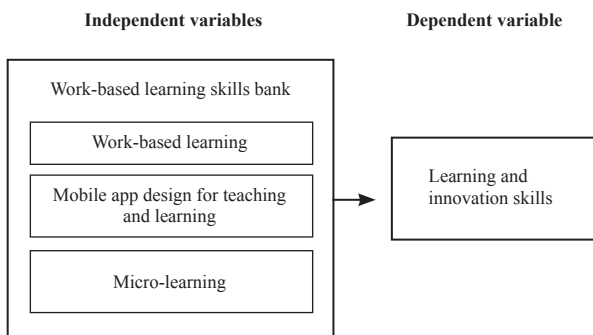 Independent variables
Dependent variable
Work-based learning skills bank
Work-based learning
Mobile app design for teaching
and learning
Micro-learning
Learning and
innovation skills